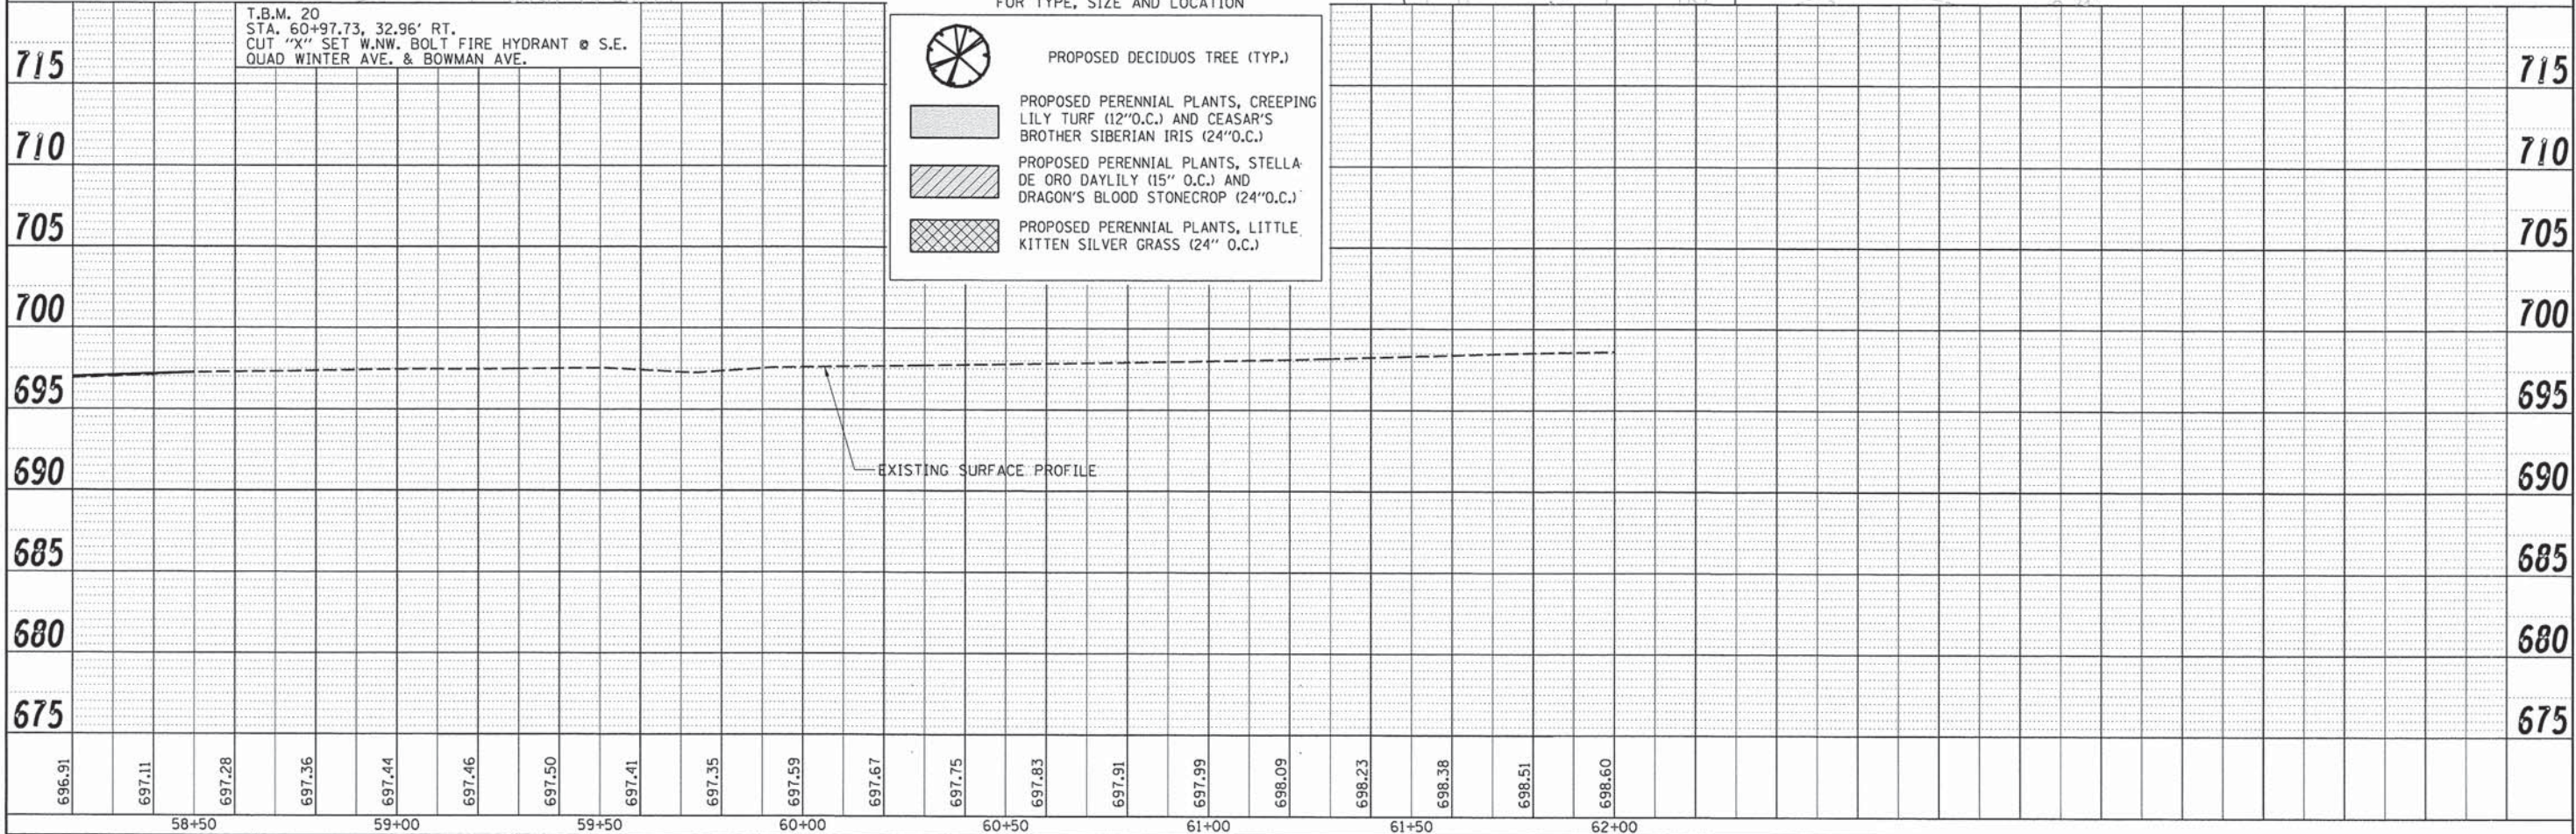 T.B.M. 20
STA. 60+97.73, 32.96' RT.
CUT "X" SET W.NW. BOLT FIRE HYDRANT @ S.E.
QUAD WINTER AVE. & BOWMAN AVE.
FOR TYPE, SIZE AND LOCATION
PROPOSED DECIDUOS TREE (TYP.)
PROPOSED PERENNIAL PLANTS, CREEPING
LILY TURF (12"O.C.) AND CEASAR'S
BROTHER SIBERIAN IRIS (24"O.C.)
PROPOSED PERENNIAL PLANTS, STELLA
DE ORO DAYLILY (15" O.C.) AND
DRAGON'S BLOOD STONECROP (24"O.C.)
PROPOSED PERENNIAL PLANTS, LITTLE
KITTEN SILVER GRASS (24" O.C.)
715 715
710 710
705 705
700 700
695 695
EXISTING SURFACE PROFILE
690 690
685 685
680 680
675 675
696.91 697.11 697.28 697.36 697.44 697.46 697.50 697.41 697.35 697.59 697.67 697.75 697.83 697.91 697.99 698.09 698.23 698.38 698.51 698.60
58+50 59+00 59+50 60+00 60+50 61+00 61+50 62+00